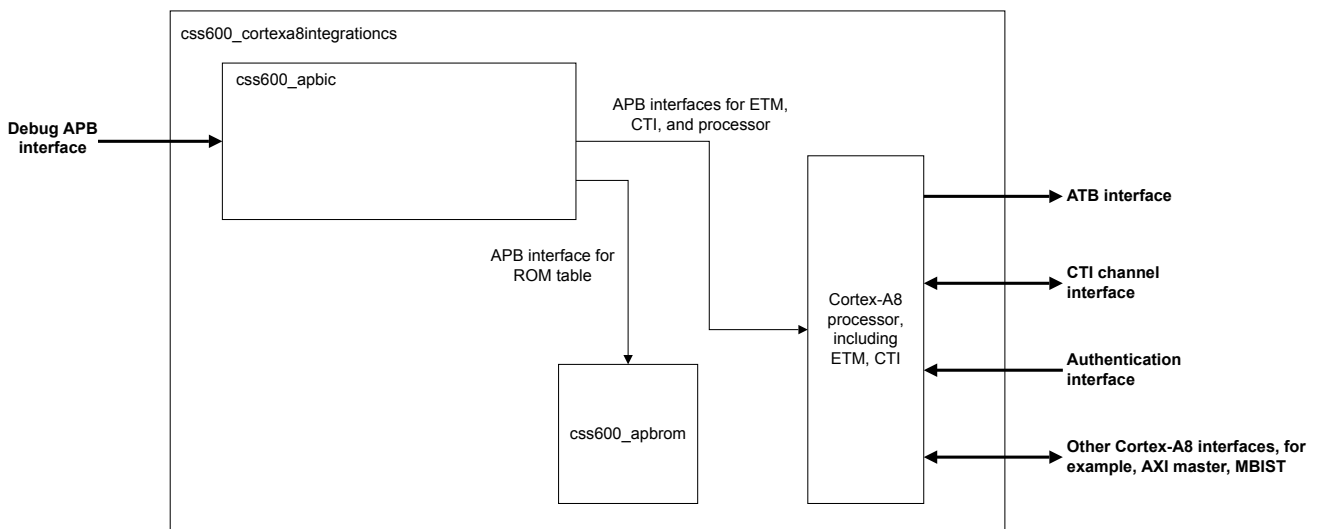 css600_cortexa8integrationcs
css600_apbic
Debug APB
interface
APB interfaces for ETM,
CTI, and processor
APB interface for
ROM table
css600_apbrom
Cortex-A8
processor,
including
ETM, CTI
ATB interface
CTI channel
interface
Authentication
interface
Other Cortex-A8 interfaces, for
example, AXI master, MBIST